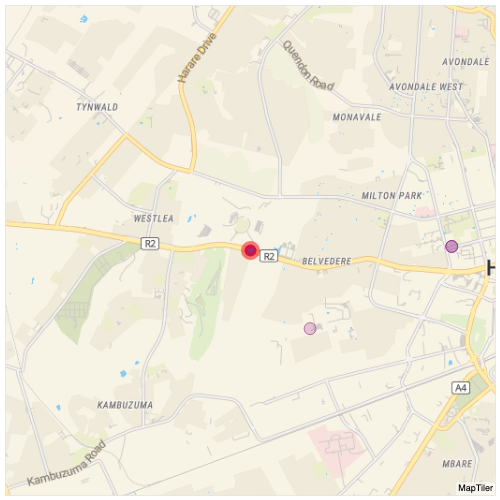 Harare Drive
Quendon Road
AVONDALE
AVONDALE WEST
TYNWALD
MONAVALE
MILTON PARK
WESTLEA
R2
R2
BELVEDERE
H
A4
KAMBUZUMA
Kambuzuma Road
MBARE
MapTiler